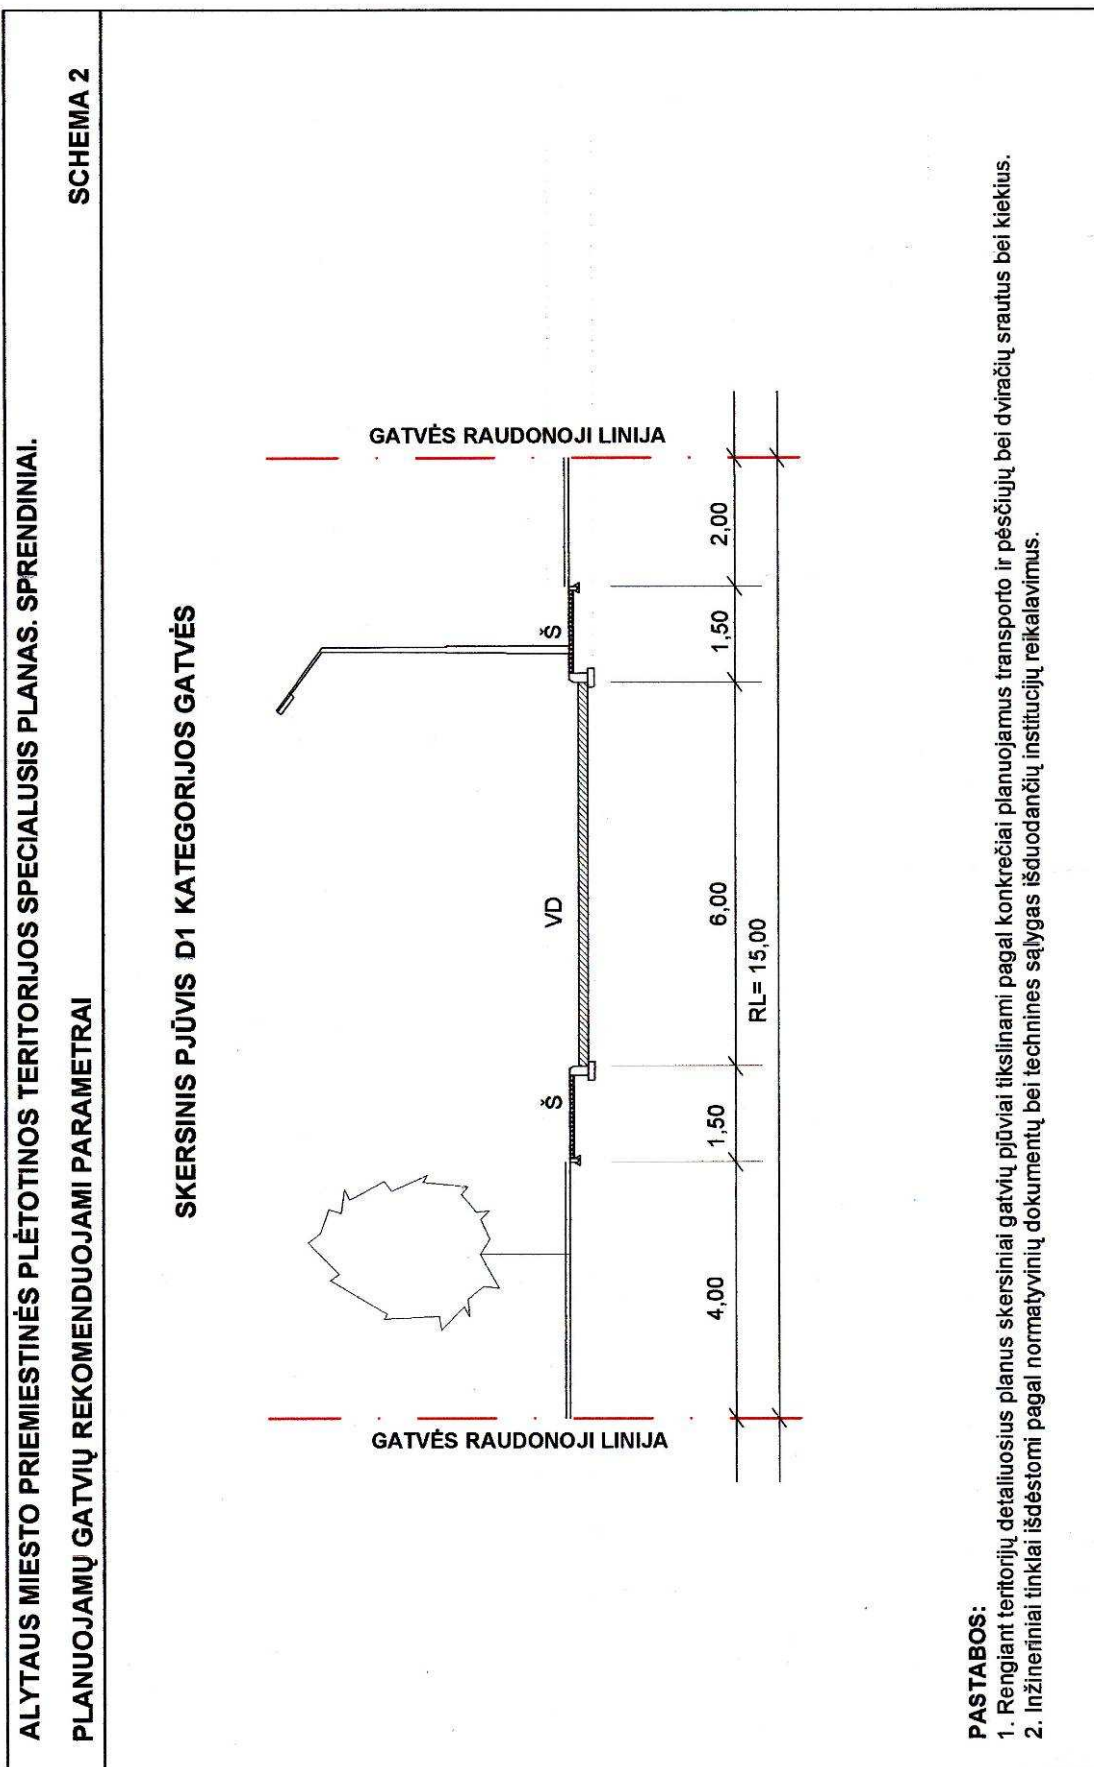 ALYTAUS MIESTO PRIEMIESTINĖS PLĖTOTINOS TERITORIJOS SPECIALUSIS PLANAS. SPRENDINIAI.
PLANUOJAMŲ GATVIŲ REKOMENDUOJAMI PARAMETRAI
SCHEMA 2
SKERSINIS PJŪVIS D1 KATEGORIJOS GATVĖS
GATVĖS RAUDONOJI LINIJA
GATVĖS RAUDONOJI LINIJA
Š
VD
Š
4,00
1,50
6,00
1,50
2,00
RL= 15,00
PASTABOS:
1. Rengiant teritorijų detaliuosius planus skersiniai gatvių pjūviai tikslinami pagal konkrečiai planuojamus transporto ir pėsčiųjų bei dviračių srautus bei kiekius.
2. Inžineriniai tinklai išdėstomi pagal normatyvinių dokumentų bei technines sąlygas išduodančių institucijų reikalavimus.